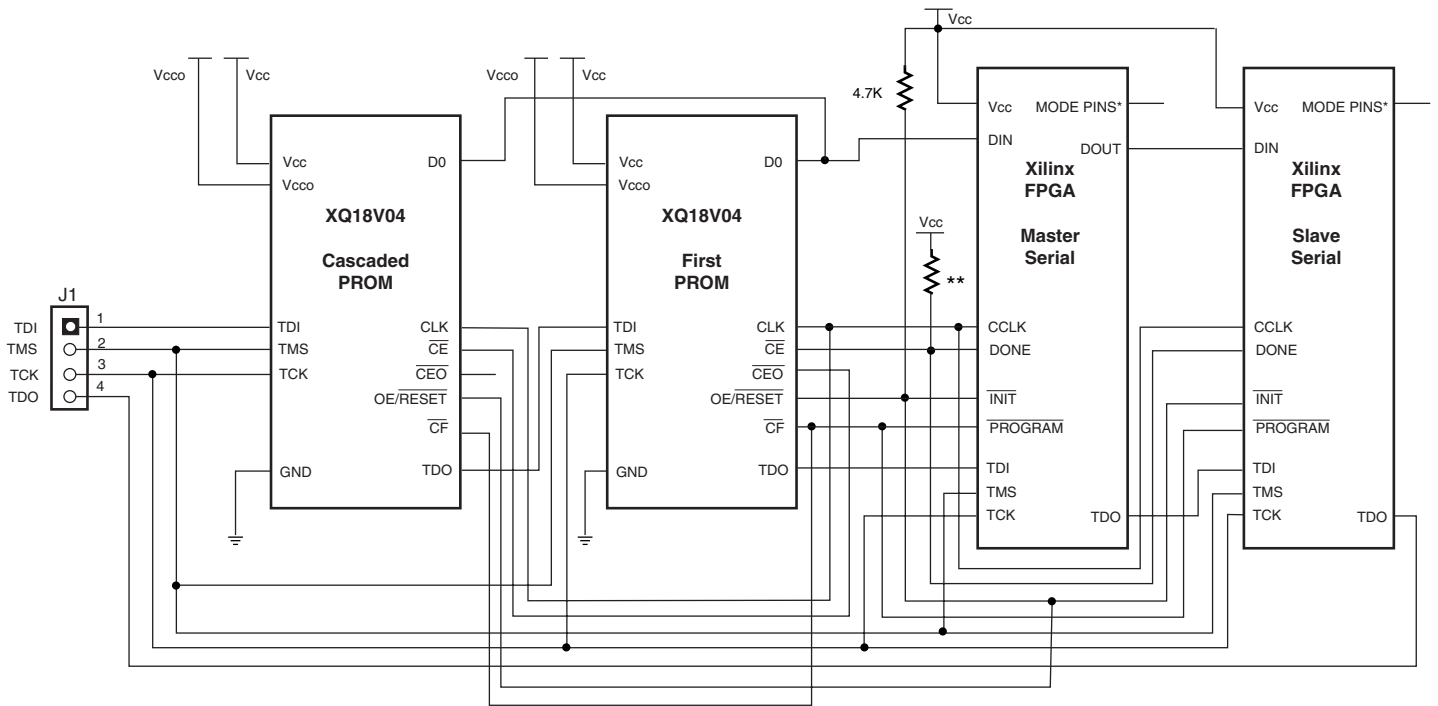 Vcc
Vcco
Vcc
Vcco
Vcc
4.7K
Vcc
D0
Vcco
XQ18V04
Cascaded
PROM
TDI
CLK
TMS
CE
TCK
CEO
OE/RESET
CF
GND
TDO
Vcc
D0
Vcco
XQ18V04
First
PROM
TDI
CLK
TMS
CE
TCK
CEO
OE/RESET
CF
GND
TDO
Vcc
**
Vcc
MODE PINS*
DIN
DOUT
Xilinx
FPGA
Master
Serial
CCLK
DONE
INIT
PROGRAM
TDI
TMS
TCK
TDO
Vcc
MODE PINS*
DIN
Xilinx
FPGA
Slave
Serial
CCLK
DONE
INIT
PROGRAM
TDI
TMS
TCK
TDO
J1
TDI 1
TMS 2
TCK 3
TDO 4